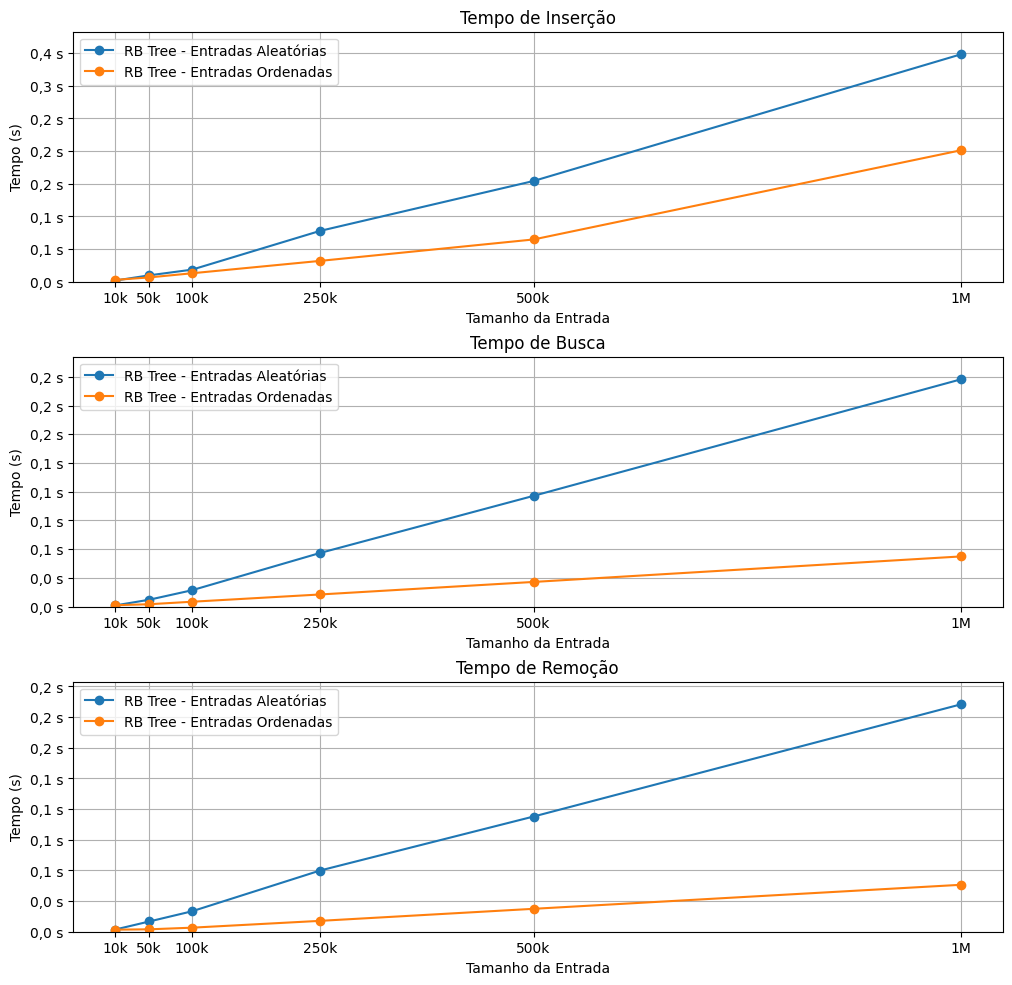 Tempo de Inserção
RB Tree - Entradas Aleatórias
RB Tree - Entradas Ordenadas
0,4 s
0,3 s
0,2 s
0,2 s
0,2 s
0,1 s
0,1 s
0,0 s
Tempo (s)
10k 50k 100k 250k 500k 1M
Tamanho da Entrada
Tempo de Busca
RB Tree - Entradas Aleatórias
RB Tree - Entradas Ordenadas
0,2 s
0,2 s
0,2 s
0,1 s
0,1 s
0,1 s
0,1 s
0,0 s
0,0 s
Tempo (s)
10k 50k 100k 250k 500k 1M
Tamanho da Entrada
Tempo de Remoção
RB Tree - Entradas Aleatórias
RB Tree - Entradas Ordenadas
0,2 s
0,2 s
0,2 s
0,1 s
0,1 s
0,1 s
0,1 s
0,0 s
0,0 s
Tempo (s)
10k 50k 100k 250k 500k 1M
Tamanho da Entrada